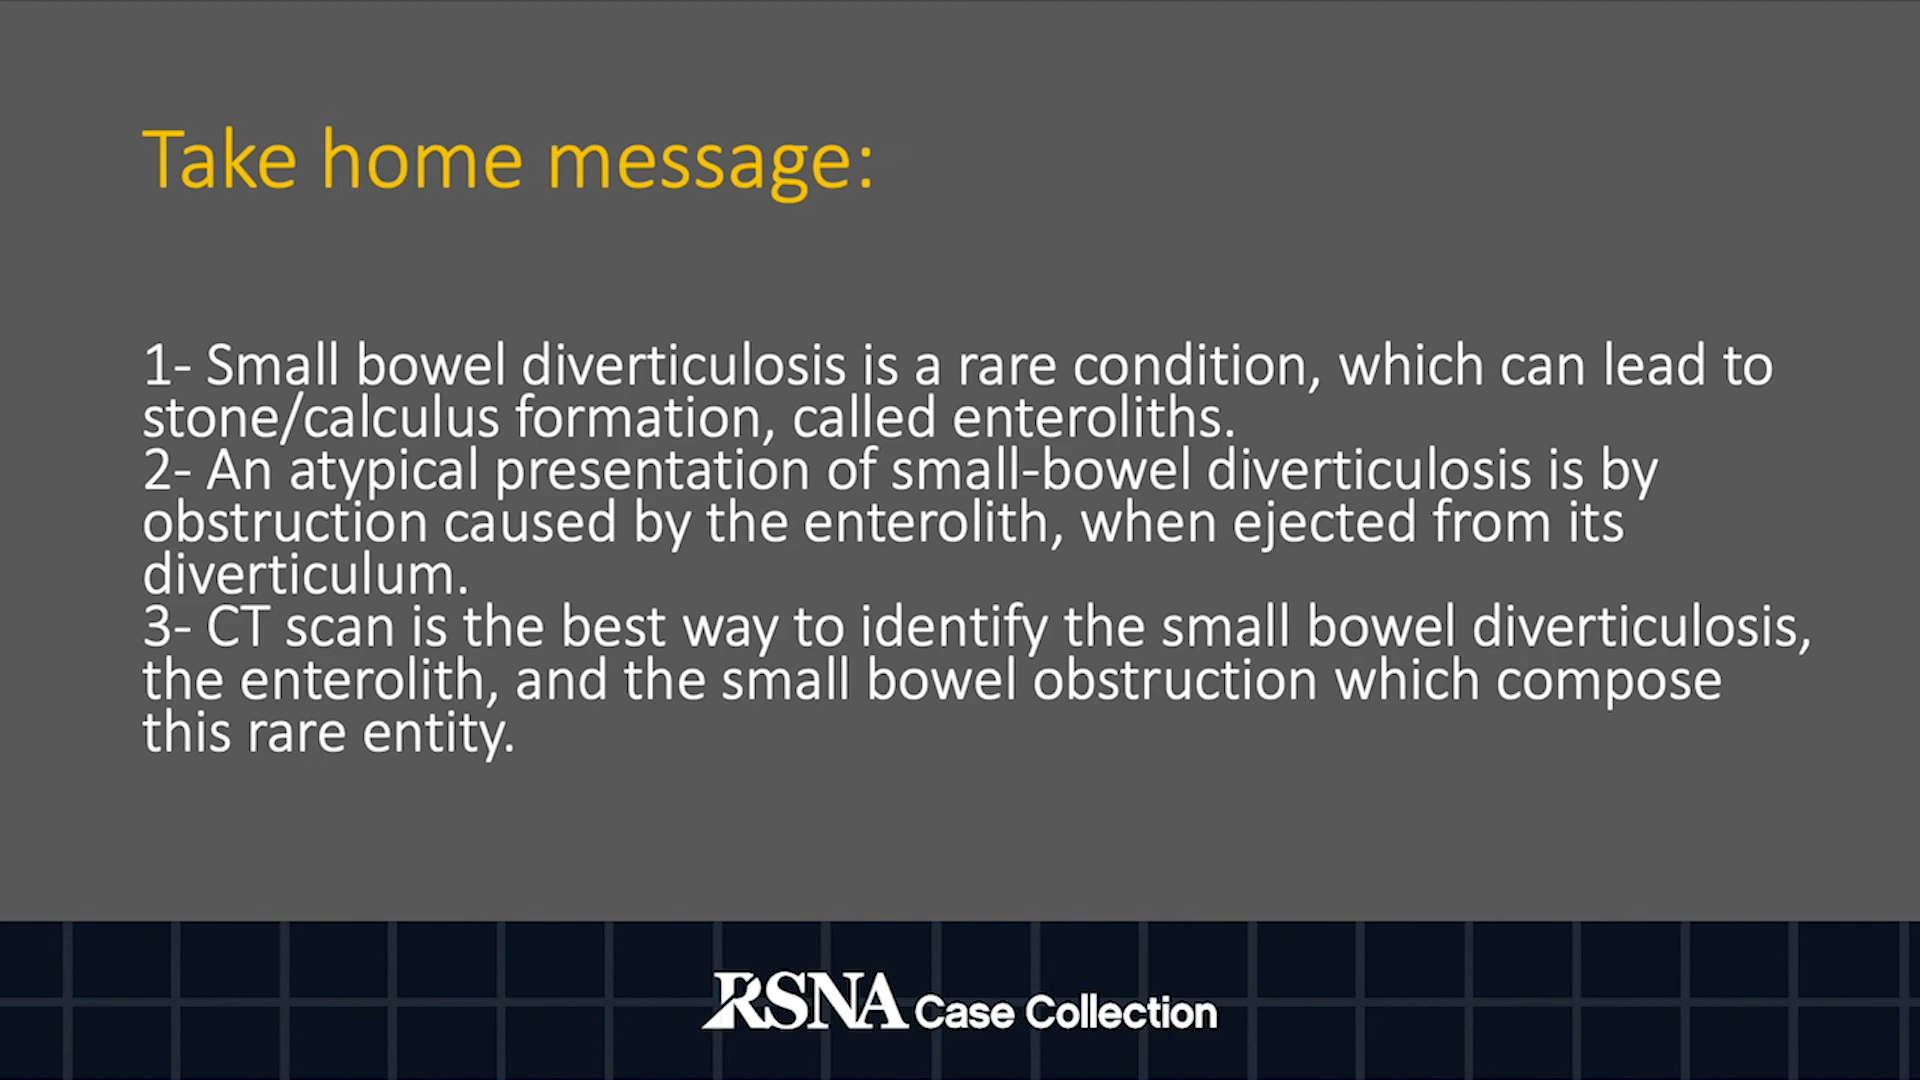 Take home message:
1- Small bowel diverticulosis is a rare condition, which can lead to
stone/calculus formation, called enteroliths.
2- An atypical presentation of small-bowel diverticulosis is by
obstruction caused by the enterolith, when ejected from its
diverticulum.
3- CT scan is the best way to identify the small bowel diverticulosis,
the enterolith, and the small bowel obstruction which compose
this rare entity.
RSNA Case Collection